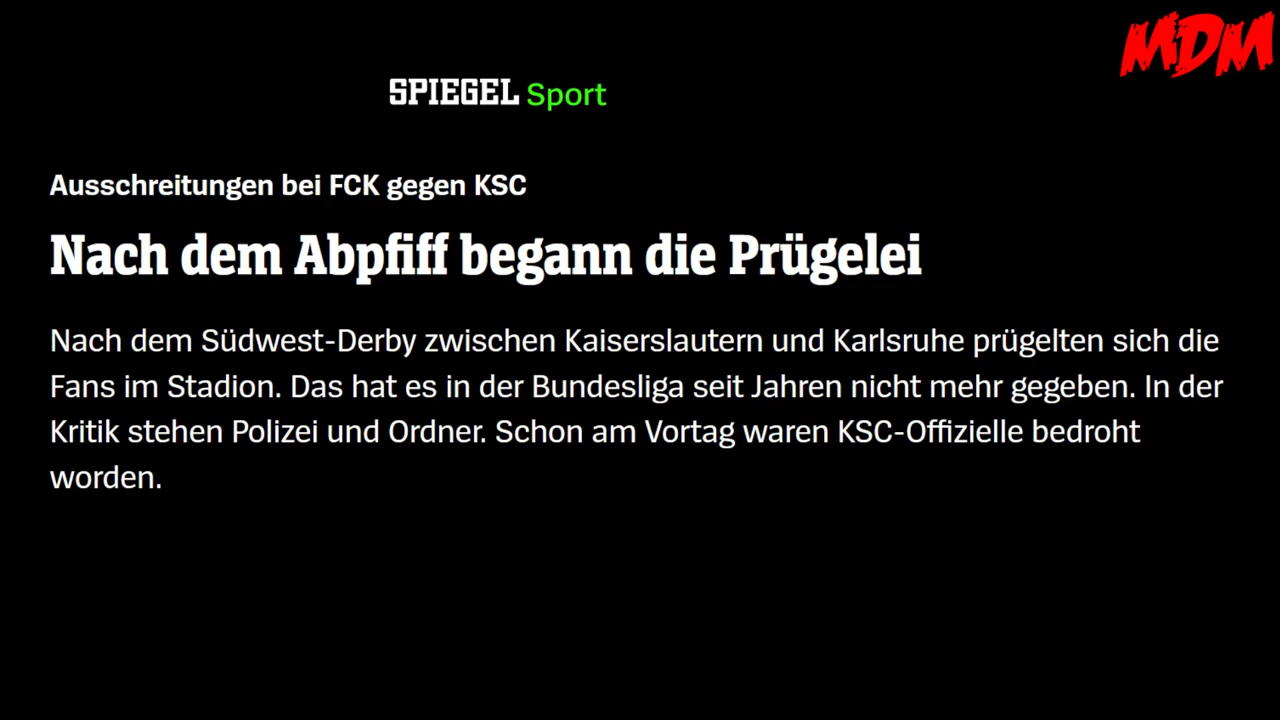 MDM
SPIEGEL Sport
Ausschreitungen bei FCK gegen KSC
Nach dem Abpfiff begann die Prügelei
Nach dem Südwest-Derby zwischen Kaiserslautern und Karlsruhe prügelten sich die
Fans im Stadion. Das hat es in der Bundesliga seit Jahren nicht mehr gegeben. In der
Kritik stehen Polizei und Ordner. Schon am Vortag waren KSC-Offizielle bedroht
worden.